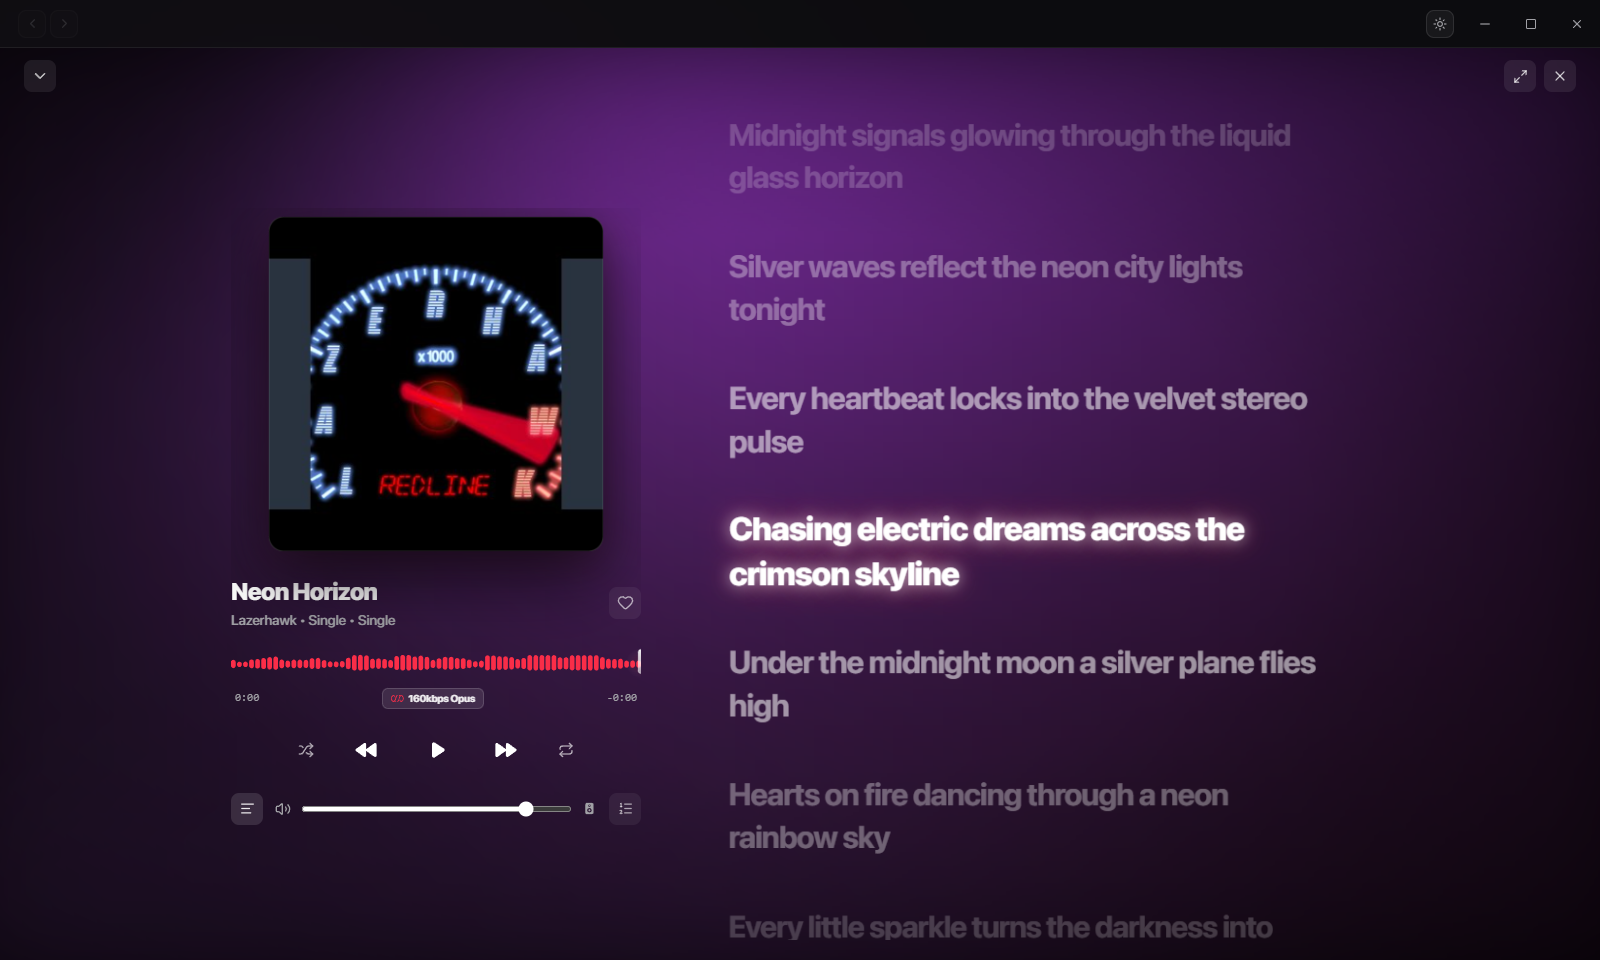 Midnight signals glowing through the liquid
glass horizon
Silver waves reflect the neon city lights
tonight
Every heartbeat locks into the velvet stereo
pulse
Chasing electric dreams across the
crimson skyline
Under the midnight moon a silver plane flies
high
Hearts on fire dancing through a neon
rainbow sky
Every little sparkle turns the darkness into
LAZERHAWK
x1000
REDLINE
Neon Horizon
Lazerhawk • Single • Single
0:00
160kbps Opus
-0:00